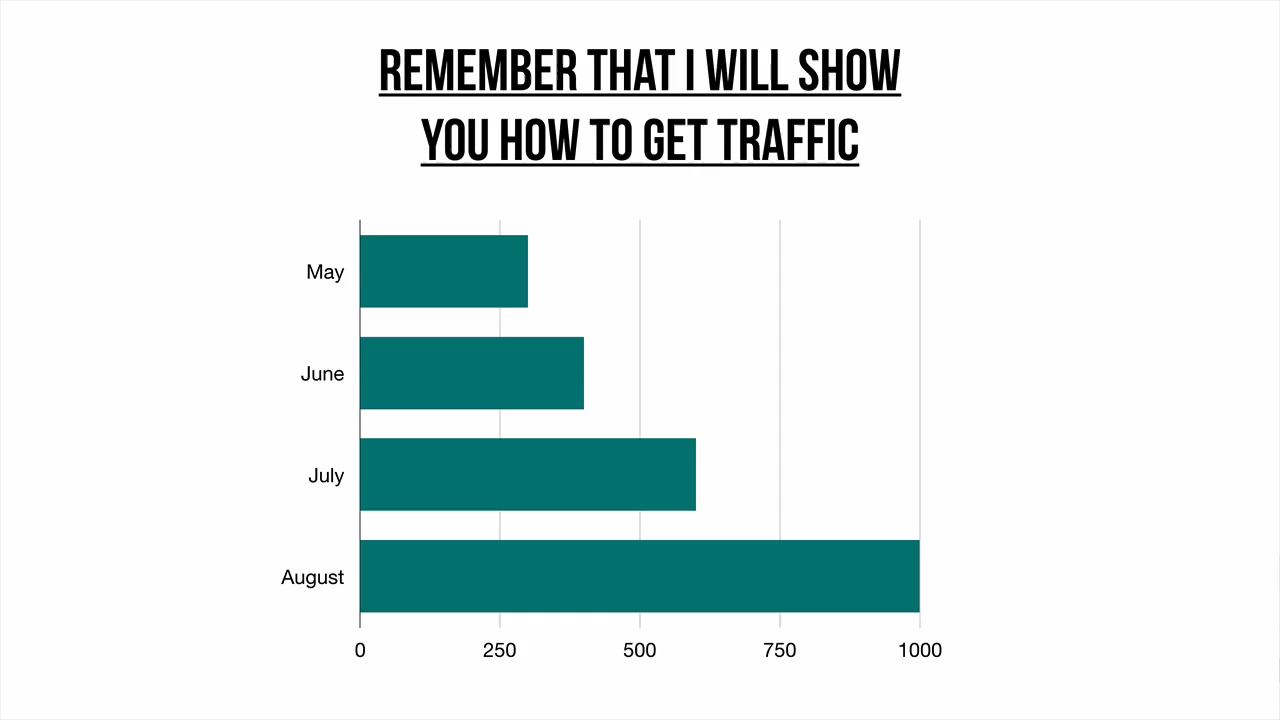 REMEMBER THAT I WILL SHOW
YOU HOW TO GET TRAFFIC
May
June
July
August
0 250 500 750 1000